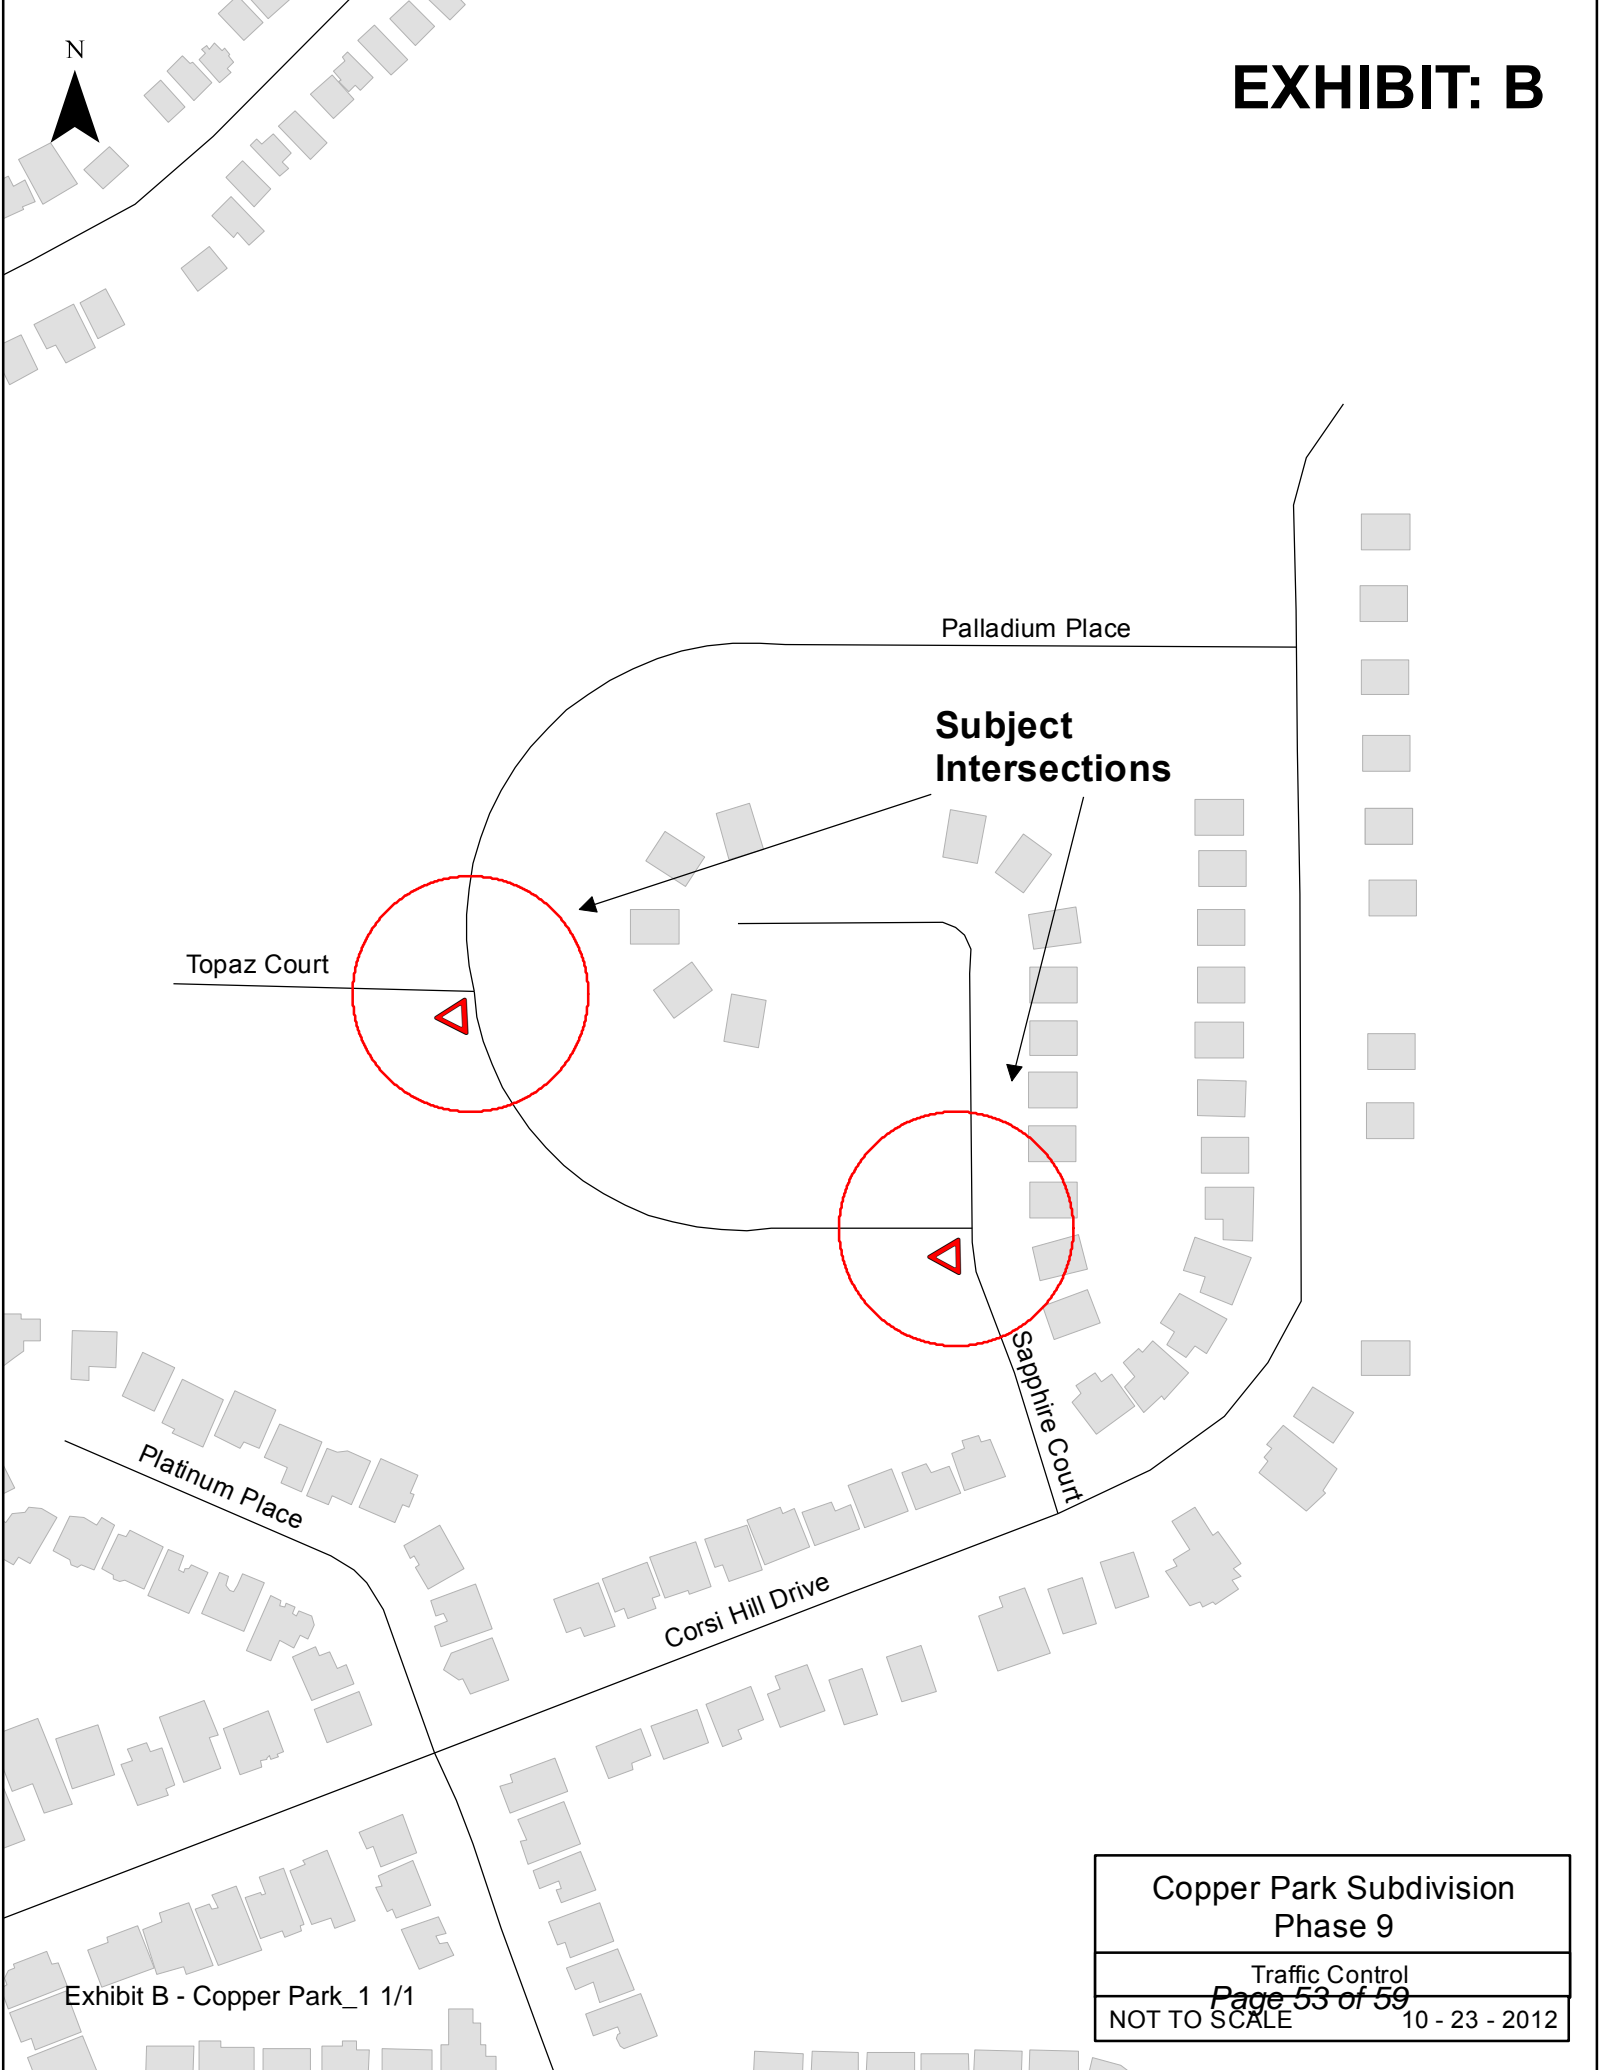 N
EXHIBIT: B
Palladium Place
Subject
Intersections
Topaz Court
Sapphire Court
Platinum Place
Corsi Hill Drive
Copper Park Subdivision
Phase 9
Traffic Control
Page 53 of 59
NOT TO SCALE 10 - 23 - 2012
Exhibit B - Copper Park_1 1/1